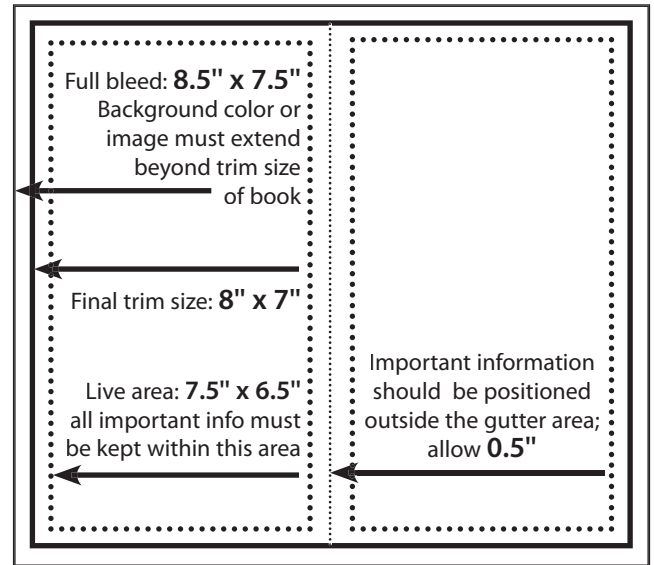 Full bleed: 8.5" x 7.5"
Background color or
image must extend
beyond trim size
of book
Final trim size: 8" x 7"
Live area: 7.5" x 6.5"
all important info must
be kept within this area
Important information
should be positioned
outside the gutter area;
allow 0.5"